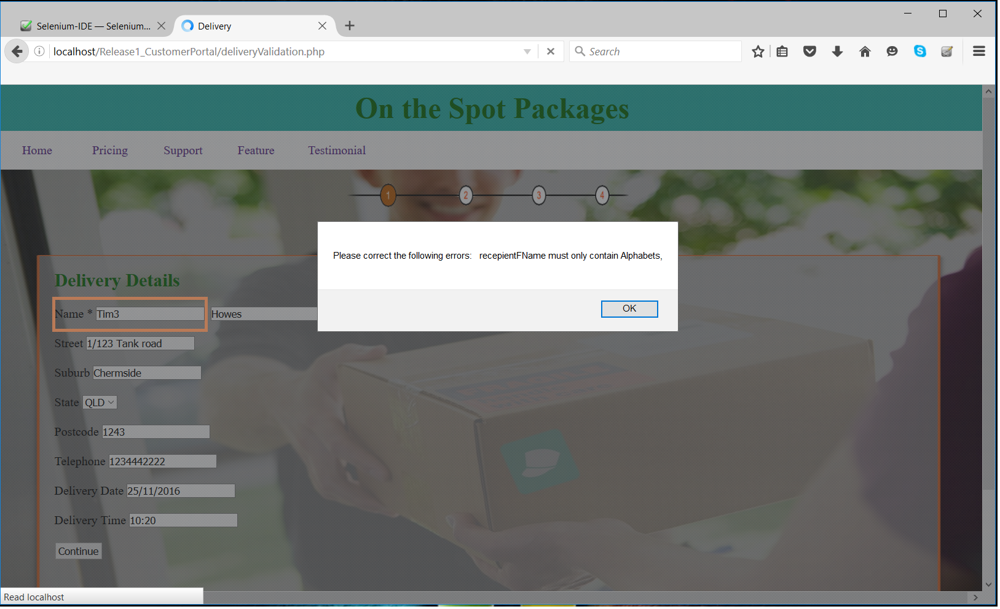 Selenium-IDE — Selenium...
Delivery
localhost/Release1_CustomerPortal/deliveryValidation.php
Search
On the Spot Packages
Home Pricing Support Feature Testimonial
1 2 3 4
Please correct the following errors:   recepientFName must only contain Alphabets,
OK
Delivery Details
Name * Tim3 Howes
Street 1/123 Tank road
Suburb Chermside
State QLD
Postcode 1243
Telephone 1234442222
Delivery Date 25/11/2016
Delivery Time 10:20
Continue
Read localhost